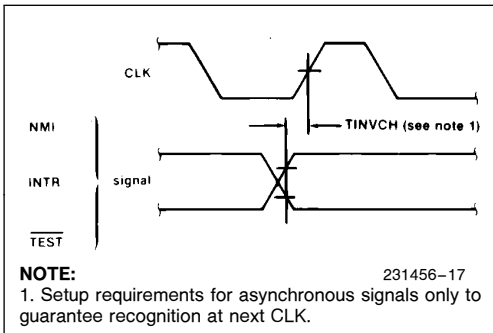 CLK
TINVCH (see note 1)
NMI
INTR
signal
TEST
NOTE:
231456–17
1. Setup requirements for asynchronous signals only to
guarantee recognition at next CLK.